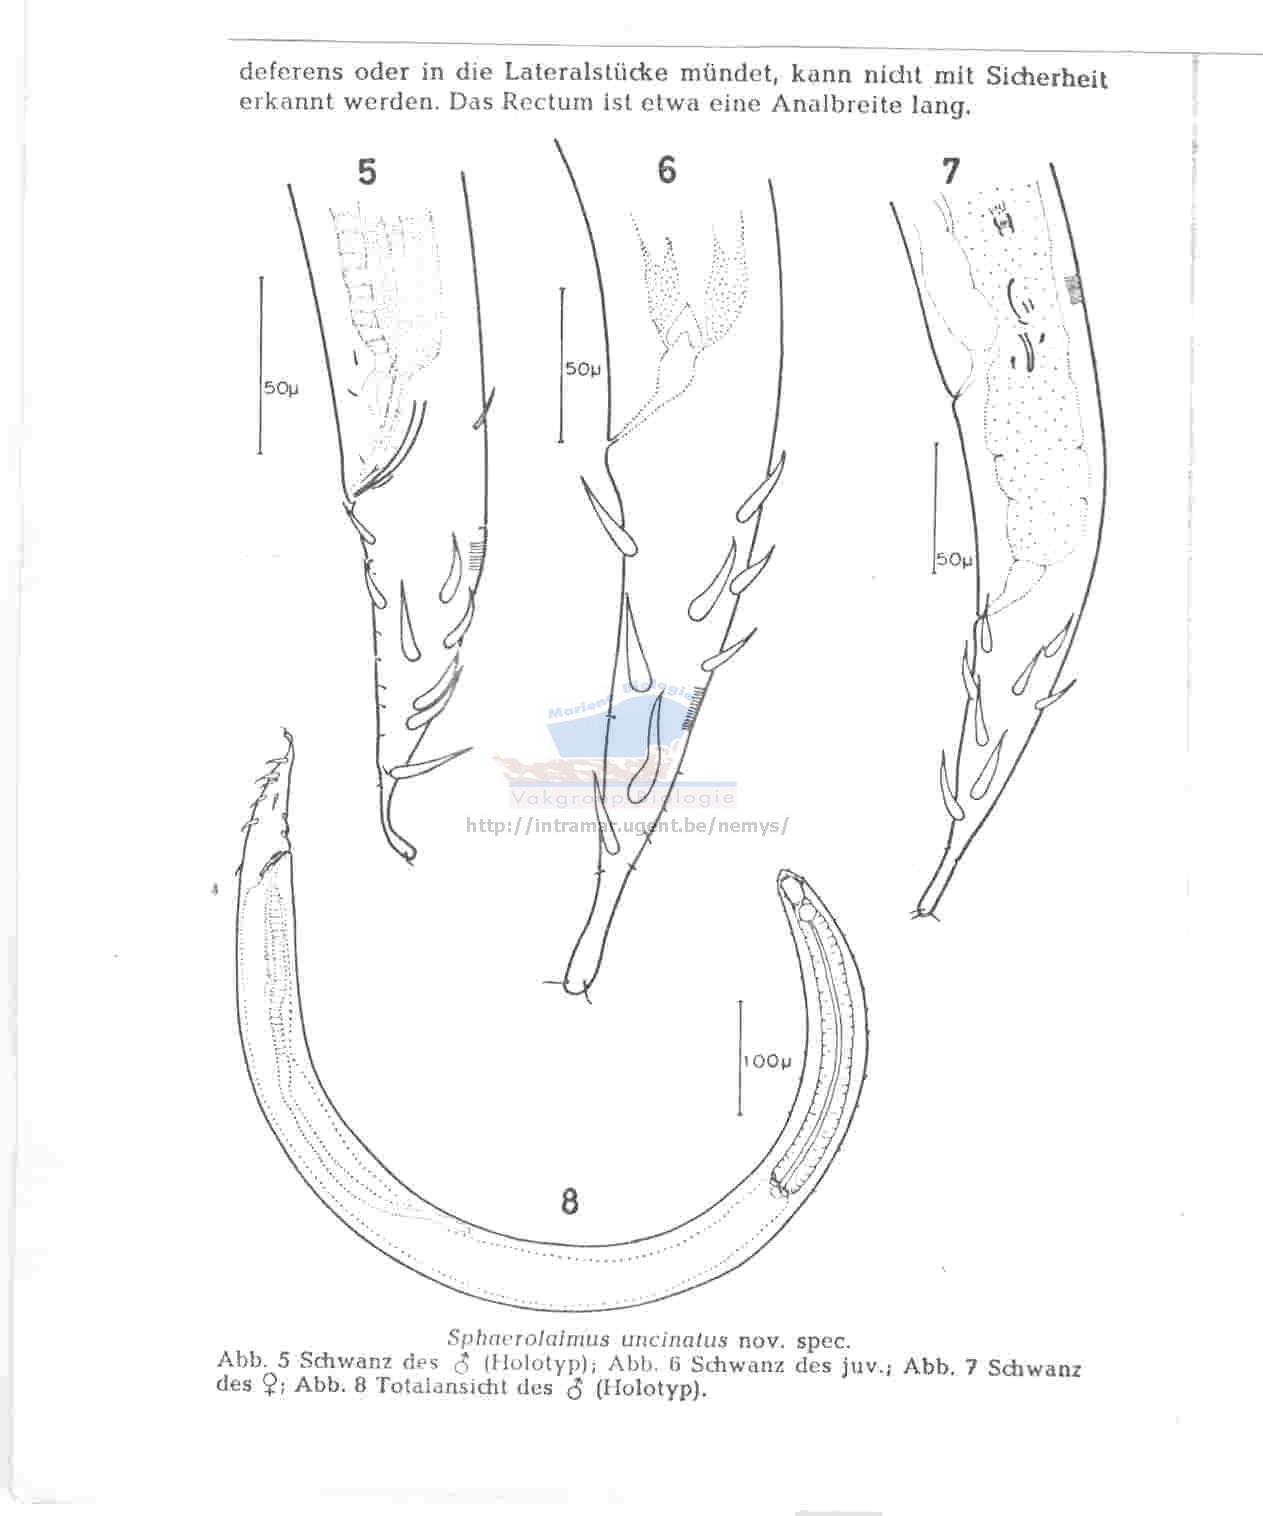 deferens oder in die Lateralstücke mündet, kann nicht mit Sicherheit
erkannt werden. Das Rectum ist etwa eine Analbreite lang.
5
6
7
50µ
50µ
50µ
Mariene Biologie
Vakgroep Biologie
http://intramar.ugent.be/nemys/
100µ
8
Sphaerolaimus uncinatus nov. spec.
Abb. 5 Schwanz des ♂ (Holotyp); Abb. 6 Schwanz des juv.; Abb. 7 Schwanz
des ♀; Abb. 8 Totalansicht des ♂ (Holotyp).